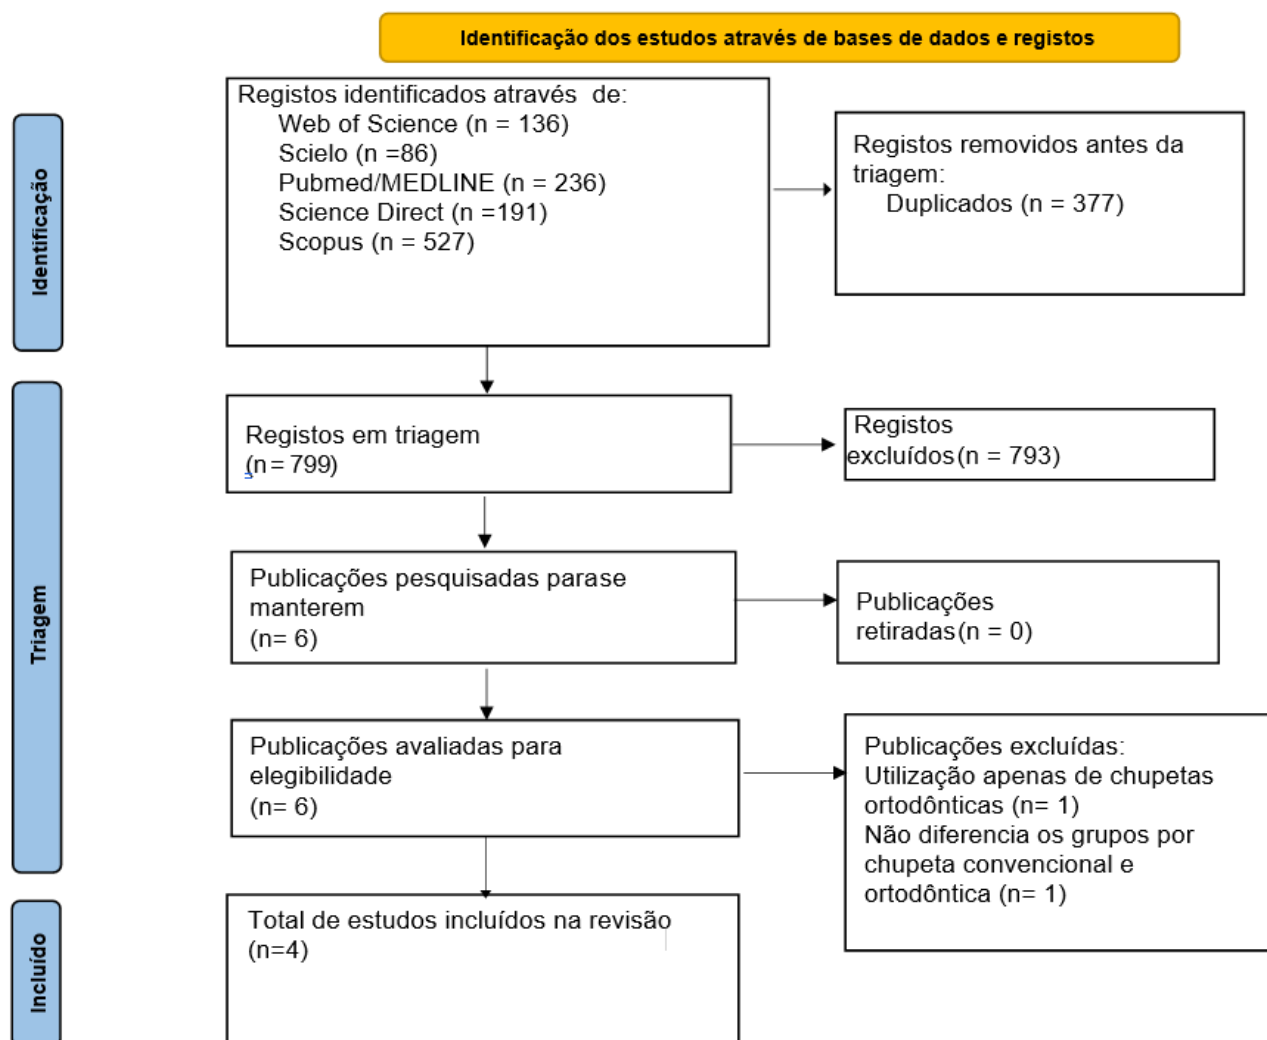 Identificação dos estudos através de bases de dados e registos
Identificação
Registos identificados através de:
Web of Science (n = 136)
Scielo (n =86)
Pubmed/MEDLINE (n = 236)
Science Direct (n =191)
Scopus (n = 527)
Registos removidos antes da
triagem:
Duplicados (n = 377)
Triagem
Registos em triagem
(n = 799)
Registos
excluídos(n = 793)
Publicações pesquisadas parase
manterem
(n= 6)
Publicações
retiradas(n = 0)
Publicações avaliadas para
elegibilidade
(n= 6)
Publicações excluídas:
Utilização apenas de chupetas
ortodônticas (n= 1)
Não diferencia os grupos por
chupeta convencional e
ortodôntica (n= 1)
Incluído
Total de estudos incluídos na revisão
(n=4)